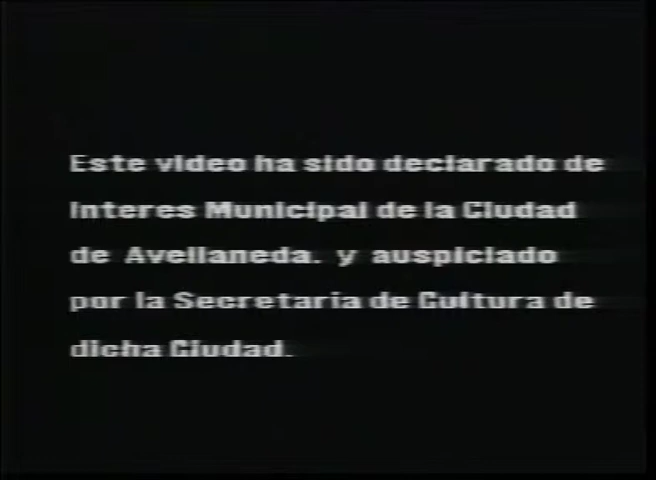 Este video ha sido declarado de
Interes Municipal de la Ciudad
de Avellaneda. y auspiciado
por la Secretaria de Cultura de
dicha Ciudad.